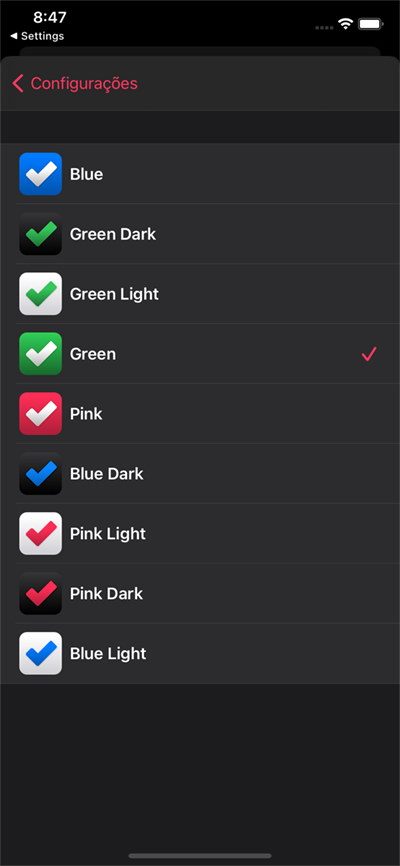 8:47
◀ Settings
Configurações
Blue
Green Dark
Green Light
Green
Pink
Blue Dark
Pink Light
Pink Dark
Blue Light